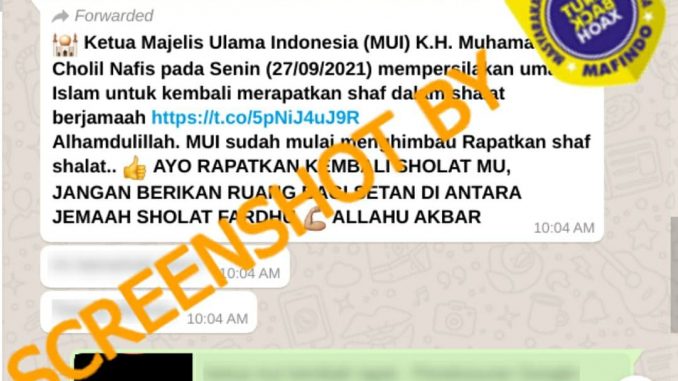 Forwarded
Ketua Majelis Ulama Indonesia (MUI) K.H. Muhama
Cholil Nafis pada Senin (27/09/2021) mempersilakan uma
Islam untuk kembali merapatkan shaf dalam shalat
berjamaah https://t.co/5pNiJ4uJ9R
Alhamdulillah. MUI sudah mulai menghimbau Rapatkan shaf
shalat.. 👍 AYO RAPATKAN KEMBALI SHOLAT MU,
JANGAN BERIKAN RUANG BAGI SETAN DI ANTARA
JEMAAH SHOLAT FARDHU 💪 ALLAHU AKBAR
10:04 AM
10:04 AM
10:04 AM
SCREENSHOT BY
TURN
BACK
HOAX
MAFINDO